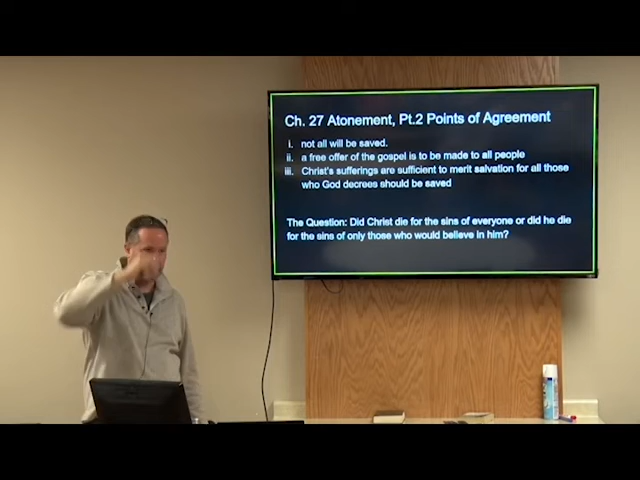 Ch. 27 Atonement, Pt.2 Points of Agreement
i. not all will be saved.
ii. a free offer of the gospel is to be made to all people
iii. Christ's sufferings are sufficient to merit salvation for all those
who God decrees should be saved
The Question: Did Christ die for the sins of everyone or did he die
for the sins of only those who would believe in him?